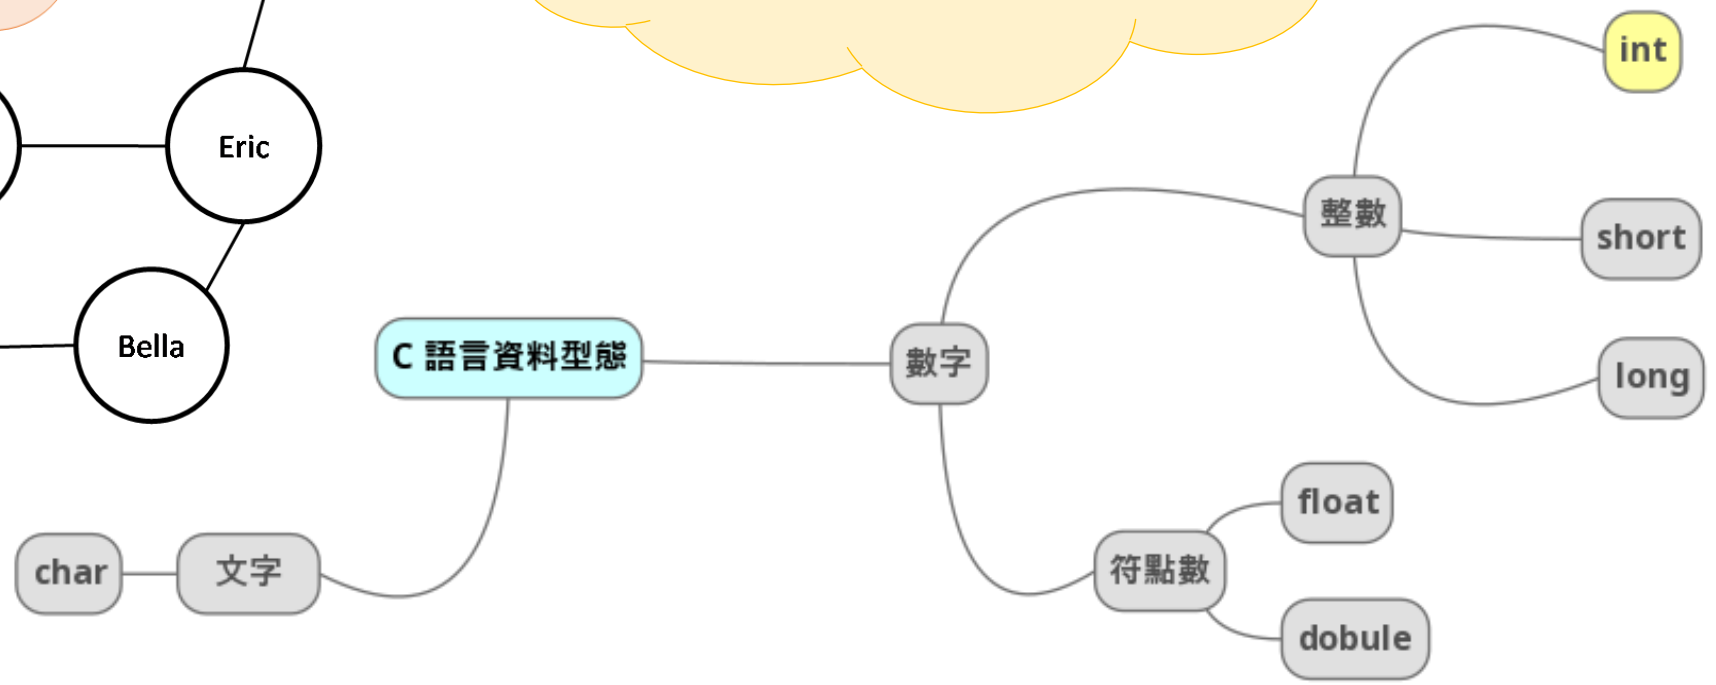 Eric
Bella
C 語言資料型態
數字
整數
int
short
long
符點數
float
dobule
文字
char